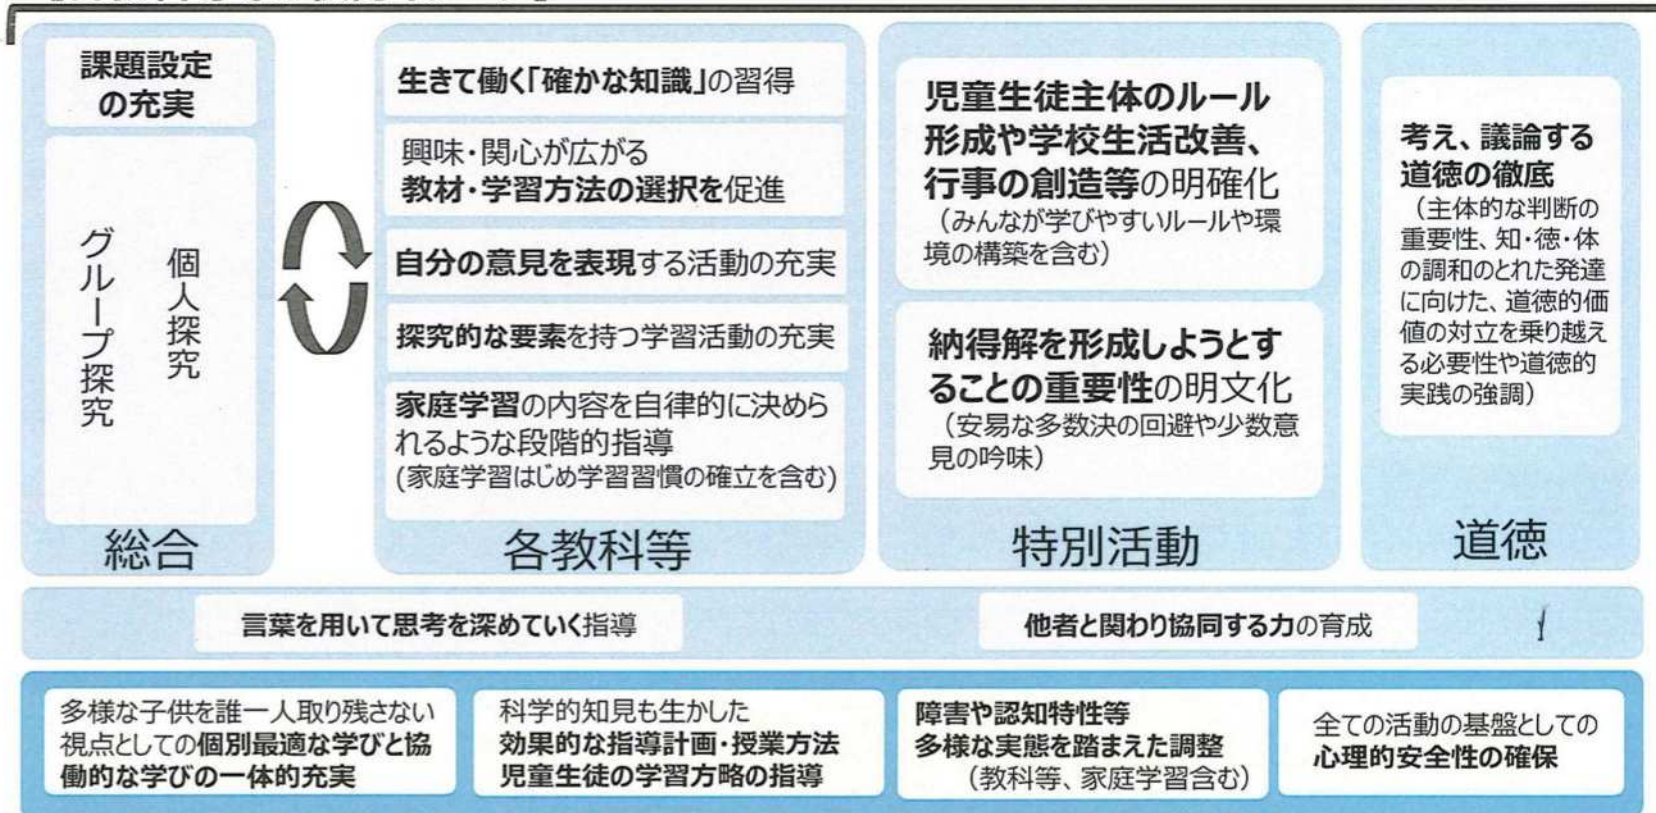 課題設定
の充実
グループ探究
個人探究
総合
生きて働く「確かな知識」の習得
興味・関心が広がる
教材・学習方法の選択を促進
自分の意見を表現する活動の充実
探究的な要素を持つ学習活動の充実
家庭学習の内容を自律的に決めら
れるような段階的指導
(家庭学習はじめ学習習慣の確立を含む)
各教科等
児童生徒主体のルール
形成や学校生活改善、
行事の創造等の明確化
（みんなが学びやすいルールや環
境の構築を含む）
納得解を形成しようとす
ることの重要性の明文化
（安易な多数決の回避や少数意
見の吟味）
特別活動
考え、議論する
道徳の徹底
（主体的な判断の
重要性、知・徳・体
の調和のとれた発達
に向けた、道徳的価
値の対立を乗り越え
る必要性や道徳的
実践の強調）
道徳
言葉を用いて思考を深めていく指導
他者と関わり協同する力の育成
多様な子供を誰一人取り残さない
視点としての個別最適な学びと協
働的な学びの一体的充実
科学的知見も生かした
効果的な指導計画・授業方法
児童生徒の学習方略の指導
障害や認知特性等
多様な実態を踏まえた調整
（教科等、家庭学習含む）
全ての活動の基盤としての
心理的安全性の確保